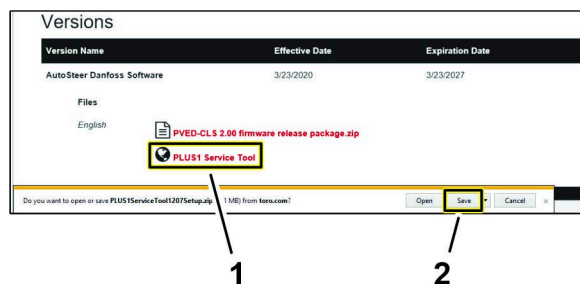 Versions
Version Name Effective Date Expiration Date
AutoSteer Danfoss Software 3/23/2020 3/23/2027
Files
English
PVED-CLS 2.00 firmware release package.zip
PLUS1 Service Tool
Do you want to open or save PLUS1ServiceTool1207Setup.zip 1 MB) from toro.com? Open Save Cancel ×
1 2